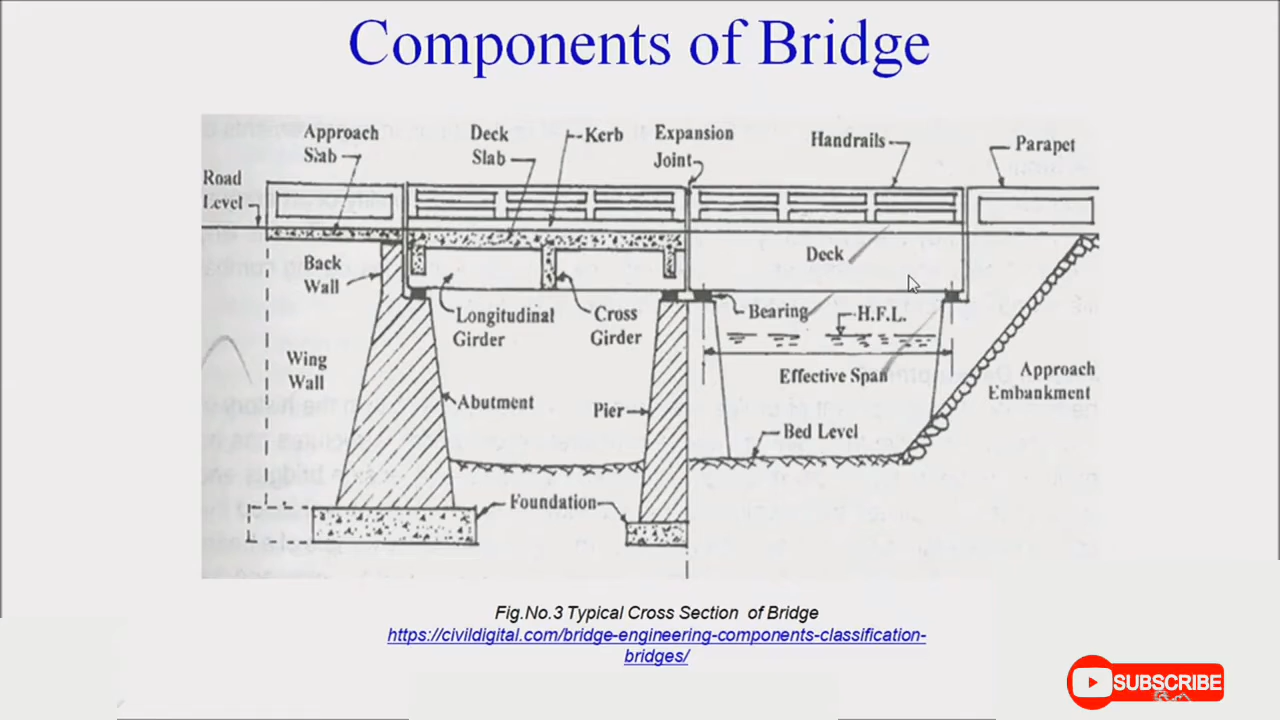 Components of Bridge
Approach
Slab
Deck
Slab
Kerb
Expansion
Joint
Handrails
Parapet
Road
Level
Back
Wall
Deck
Longitudinal
Girder
Cross
Girder
Bearing
H.F.L.
Wing
Wall
Effective Span
Approach
Embankment
Abutment
Pier
Bed Level
Foundation
Fig.No.3 Typical Cross Section of Bridge
https://civildigital.com/bridge-engineering-components-classification-
bridges/
SUBSCRIBE